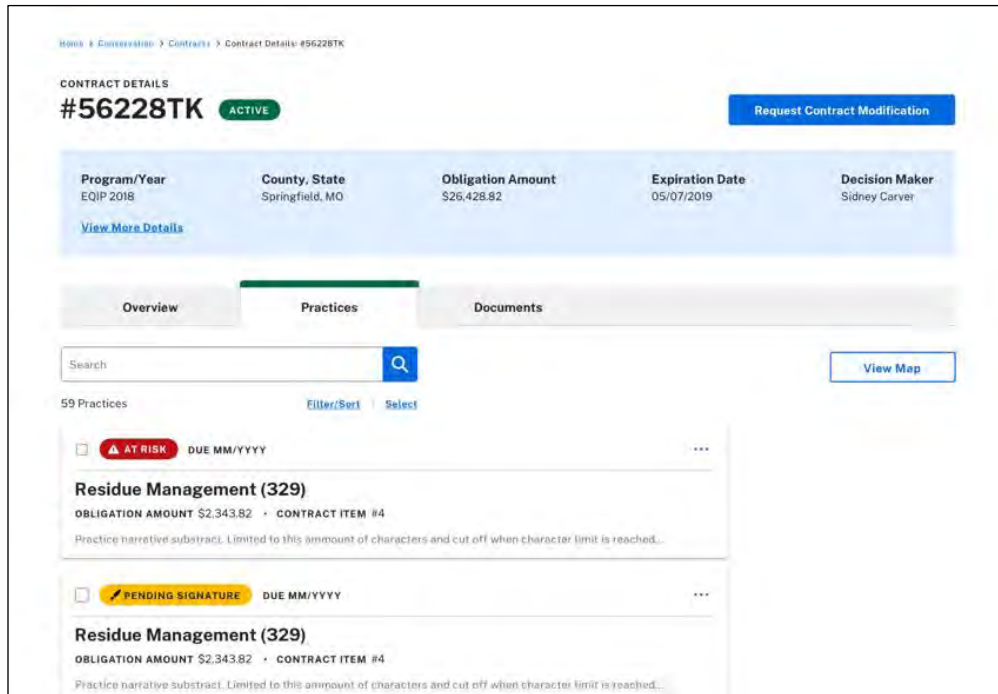 Home > Conservation > Contracts > Contract Details: #56228TK
CONTRACT DETAILS
#56228TK ACTIVE
Request Contract Modification
Program/Year County, State Obligation Amount Expiration Date Decision Maker
EQIP 2018 Springfield, MO $26,428.82 05/07/2019 Sidney Carver
View More Details
Overview Practices Documents
Search
View Map
59 Practices Filter/Sort Select
AT RISK DUE MM/YYYY
Residue Management (329)
OBLIGATION AMOUNT $2,343.82 · CONTRACT ITEM #4
Practice narrative substract. Limited to this ammount of characters and cut off when character limit is reached...
PENDING SIGNATURE DUE MM/YYYY
Residue Management (329)
OBLIGATION AMOUNT $2,343.82 · CONTRACT ITEM #4
Practice narrative substract. Limited to this ammount of characters and cut off when character limit is reached...